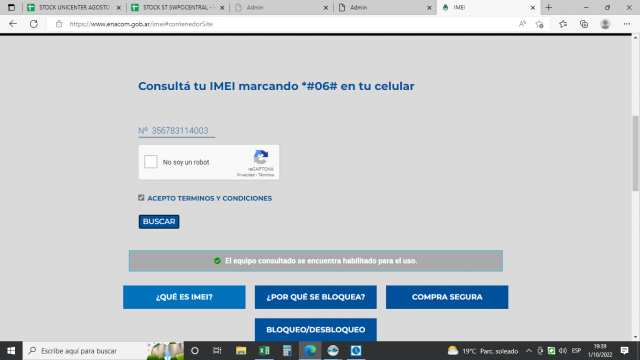 STOCK UNICENTER AGOSTO
STOCK ST SWPOCENTRAL -
Admin
Admin
IMEI
https://www.enacom.gob.ar/imei#contenedorSite
Consultá tu IMEI marcando *#06# en tu celular
Nº 356783114003
No soy un robot
reCAPTCHA
Privacidad - Términos
ACEPTO TERMINOS Y CONDICIONES
BUSCAR
El equipo consultado se encuentra habilitado para el uso.
¿QUÉ ES IMEI?
¿POR QUÉ SE BLOQUEA?
COMPRA SEGURA
BLOQUEO/DESBLOQUEO
Escribe aquí para buscar
19°C Parc. soleado
19:39
1/10/2022